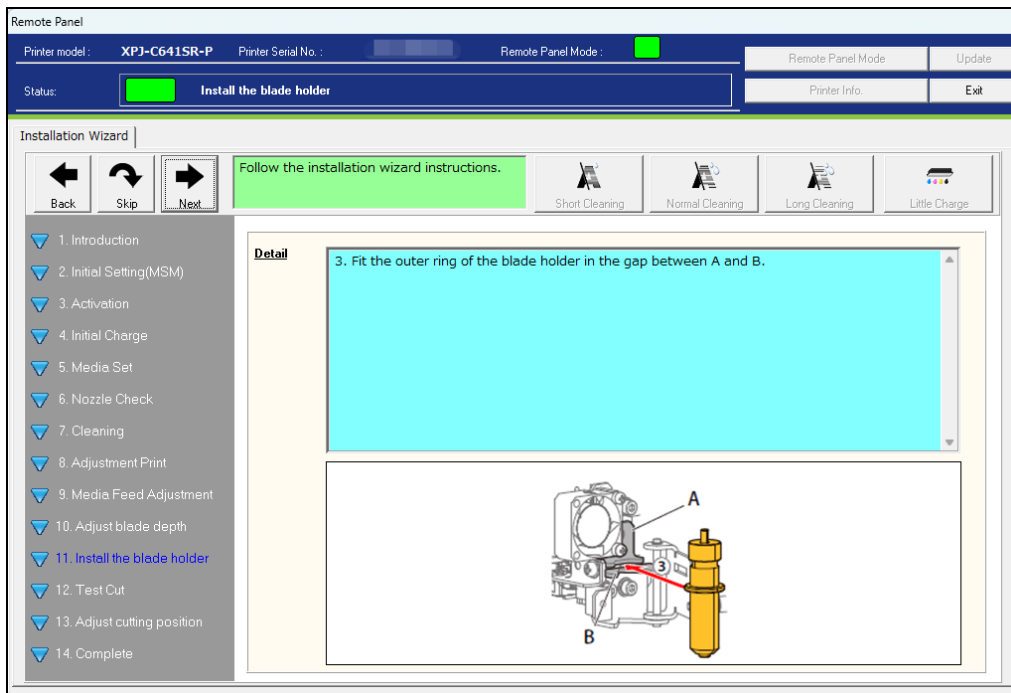 Remote Panel
Printer model : XPJ-C641SR-P Printer Serial No. : Remote Panel Mode :
Remote Panel Mode Update
Status: Install the blade holder
Printer Info. Exit
Installation Wizard
Back Skip Next
Follow the installation wizard instructions.
Short Cleaning Normal Cleaning Long Cleaning Little Charge
1. Introduction
2. Initial Setting(MSM)
3. Activation
4. Initial Charge
5. Media Set
6. Nozzle Check
7. Cleaning
8. Adjustment Print
9. Media Feed Adjustment
10. Adjust blade depth
11. Install the blade holder
12. Test Cut
13. Adjust cutting position
14. Complete
Detail
3. Fit the outer ring of the blade holder in the gap between A and B.
A
3
B